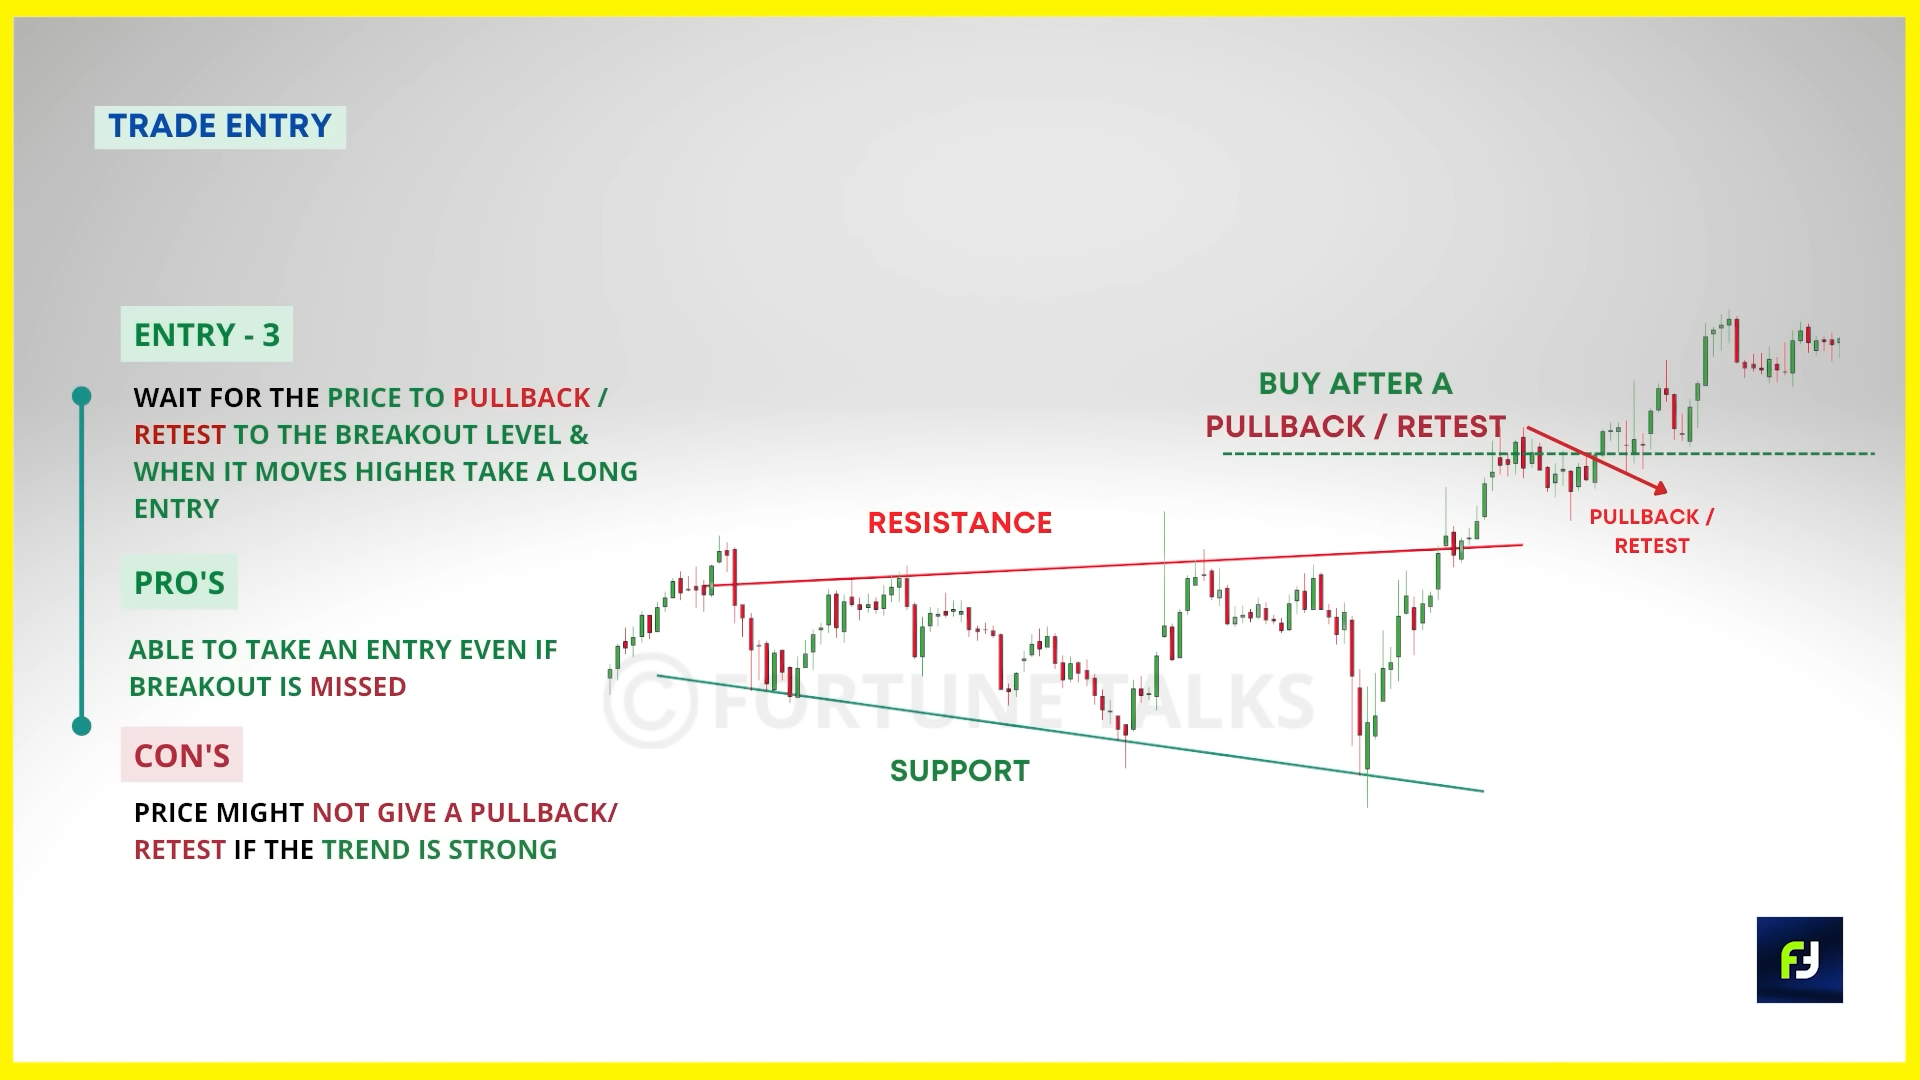 TRADE ENTRY
ENTRY - 3
WAIT FOR THE PRICE TO PULLBACK /
RETEST TO THE BREAKOUT LEVEL &
WHEN IT MOVES HIGHER TAKE A LONG
ENTRY
PRO'S
ABLE TO TAKE AN ENTRY EVEN IF
BREAKOUT IS MISSED
CON'S
PRICE MIGHT NOT GIVE A PULLBACK/
RETEST IF THE TREND IS STRONG
BUY AFTER A
PULLBACK / RETEST
PULLBACK /
RETEST
RESISTANCE
© FORTUNE TALKS
SUPPORT